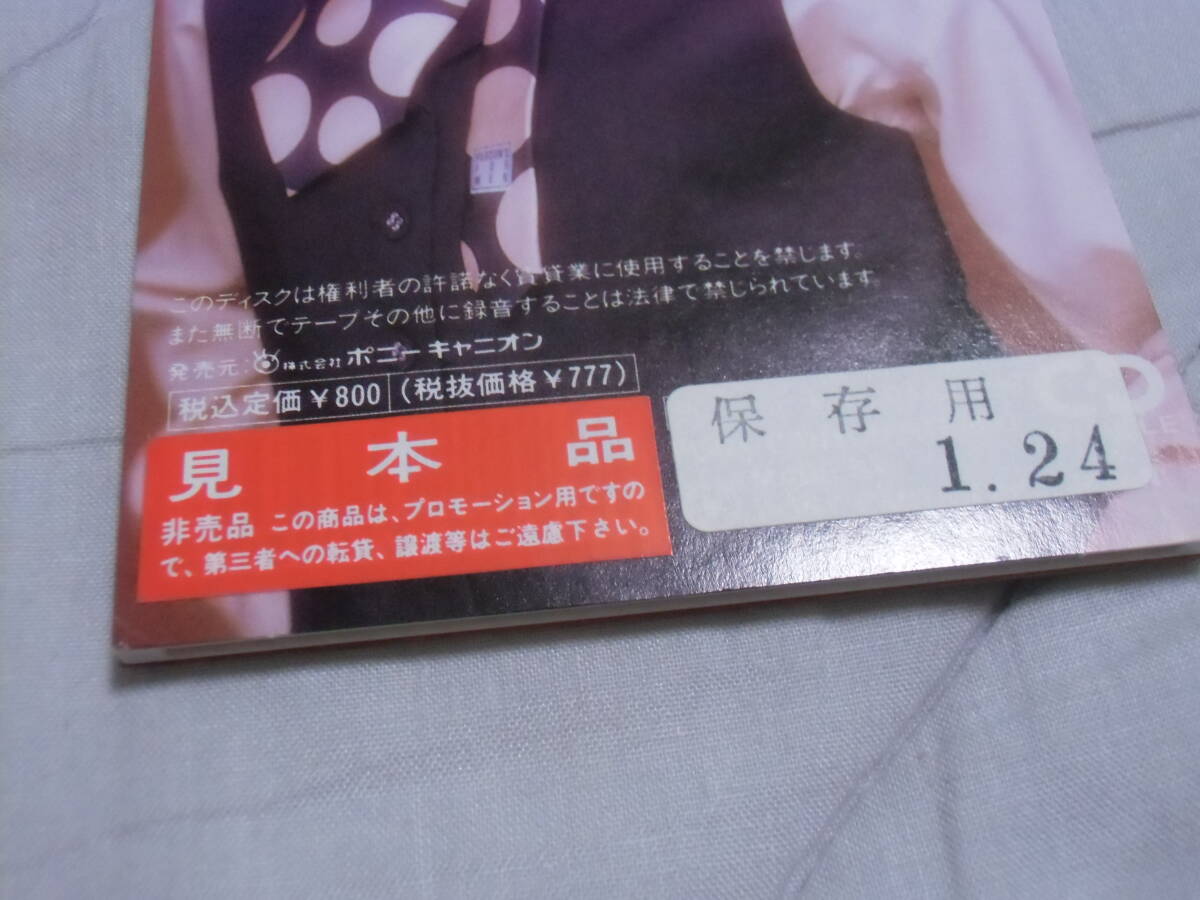 このディスクは権利者の許諾なく賃貸業に使用することを禁じます。
また無断でテープその他に録音することは法律で禁じられています。
発売元: 株式会社 ポニーキャニオン
税込定価¥800 (税抜価格¥777)
見本品
非売品 この商品は、プロモーション用ですの
で、第三者への転貸、譲渡等はご遠慮下さい。
保存用
1.24